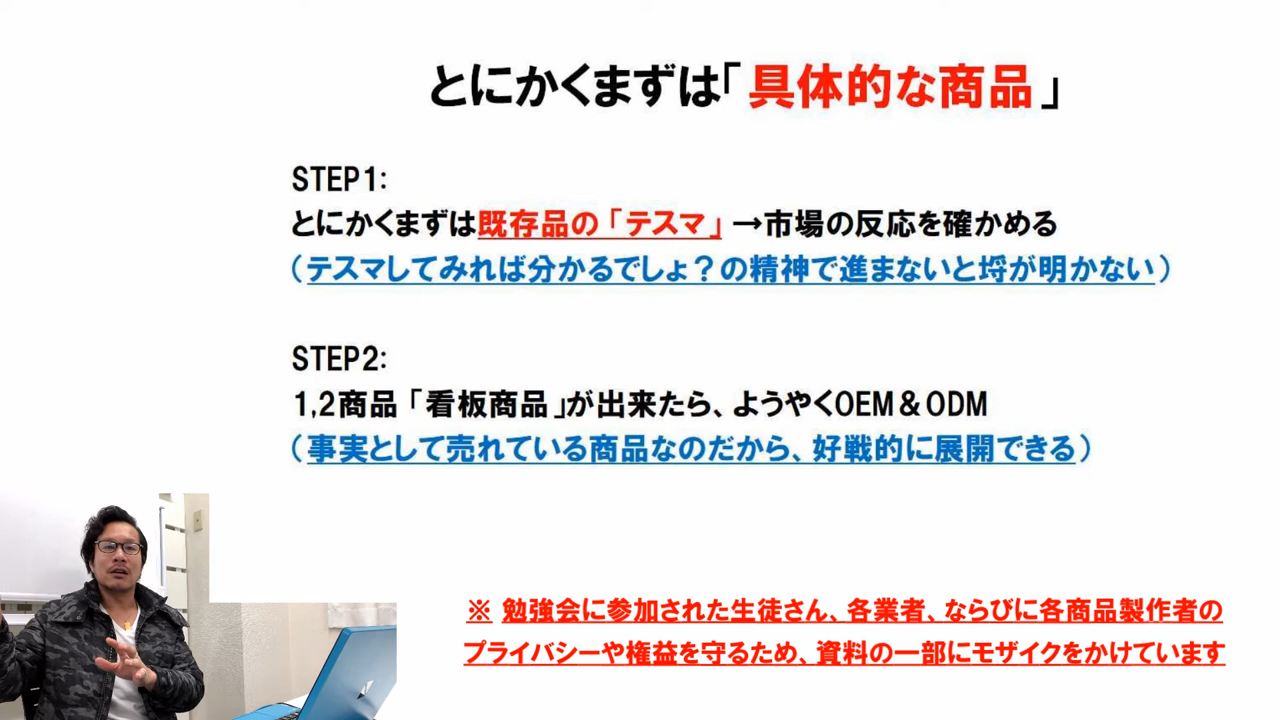 とにかくまずは「具体的な商品」
STEP1:
とにかくまずは既存品の「テスマ」→市場の反応を確かめる
（テスマしてみれば分かるでしょ？の精神で進まないと埒が明かない）
STEP2:
1,2商品「看板商品」が出来たら、ようやくOEM＆ODM
（事実として売れている商品なのだから、好戦的に展開できる）
※ 勉強会に参加された生徒さん、各業者、ならびに各商品製作者の
プライバシーや権益を守るため、資料の一部にモザイクをかけています